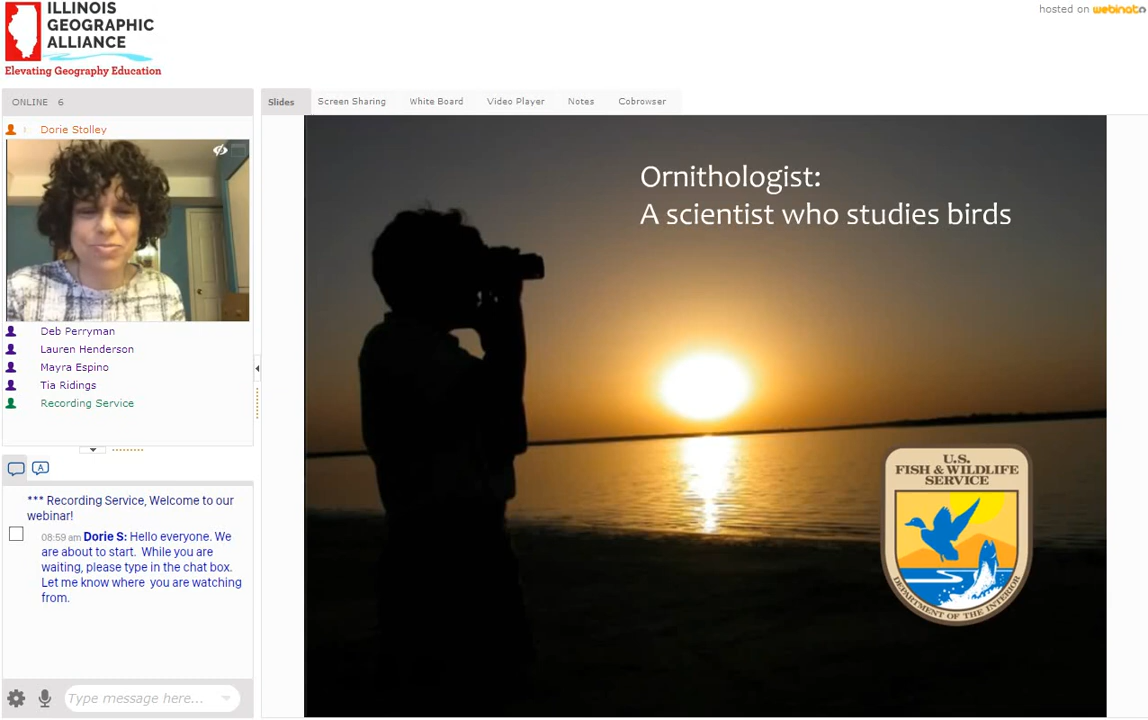 ILLINOIS
GEOGRAPHIC
ALLIANCE
Elevating Geography Education
hosted on webinato
ONLINE 6
Dorie Stolley
Deb Perryman
Lauren Henderson
Mayra Espino
Tia Ridings
Recording Service
A
*** Recording Service, Welcome to our
webinar!
08:59 am Dorie S: Hello everyone. We
are about to start. While you are
waiting, please type in the chat box.
Let me know where you are watching
from.
Type message here...
Slides Screen Sharing White Board Video Player Notes Cobrowser
Ornithologist:
A scientist who studies birds
U.S.
FISH & WILDLIFE
SERVICE
DEPARTMENT OF THE INTERIOR